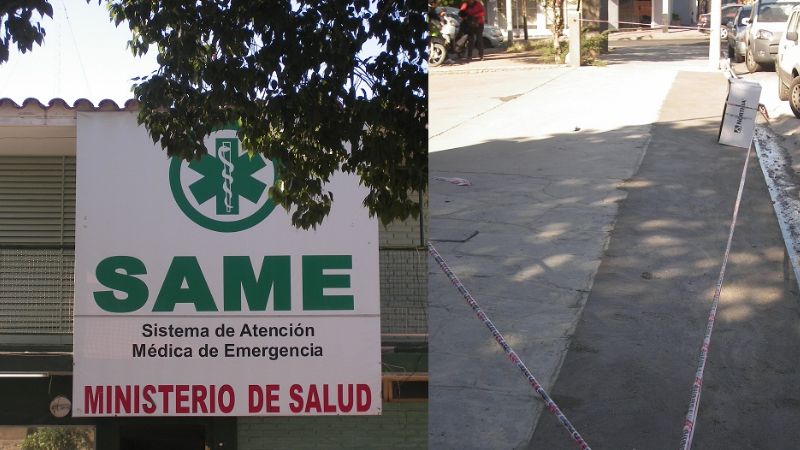 SAME
Sistema de Atención
Médica de Emergencia
MINISTERIO DE SALUD